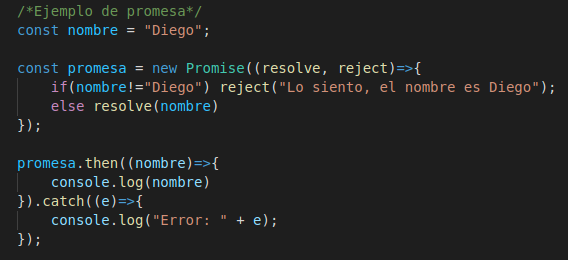 /*Ejemplo de promesa*/
const nombre = "Diego";
const promesa = new Promise((resolve, reject)=>{
    if(nombre!="Diego") reject("Lo siento, el nombre es Diego");
    else resolve(nombre)
});
promesa.then((nombre)=>{
    console.log(nombre)
}).catch((e)=>{
    console.log("Error: " + e);
});